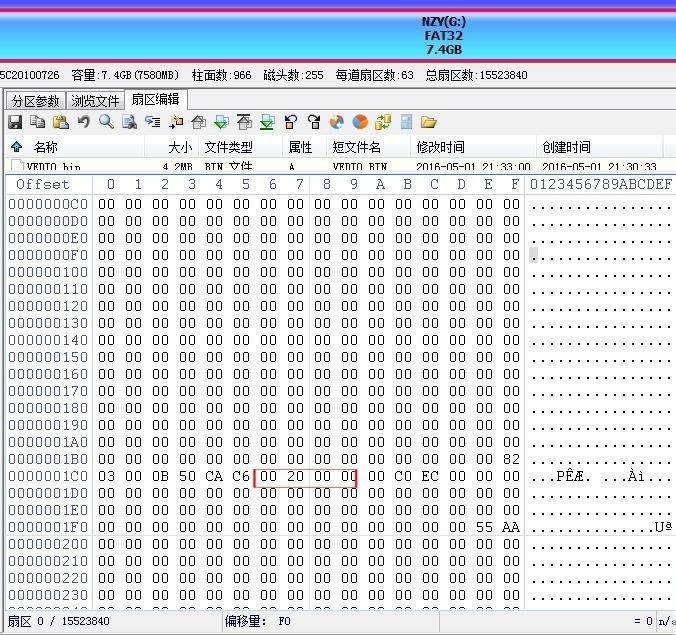 NZY(G:)
FAT32
7.4GB
5C20100726 容量:7.4GB(7580MB) 柱面数:966 磁头数:255 每道扇区数:63 总扇区数:15523840
分区参数 浏览文件 扇区编辑
名称 大小 文件类型 属性 短文件名 修改时间 创建时间
VEDIO.bin 4.2MB BIN 文件 A VEDIO.BIN 2016-05-01 21:33:00 2016-05-01 21:30:33
Offset 0 1 2 3 4 5 6 7 8 9 A B C D E F 0123456789ABCDEF
0000000C0 00 00 00 00 00 00 00 00 00 00 00 00 00 00 00 00 ................
0000000D0 00 00 00 00 00 00 00 00 00 00 00 00 00 00 00 00 ................
0000000E0 00 00 00 00 00 00 00 00 00 00 00 00 00 00 00 00 ................
0000000F0 00 00 00 00 00 00 00 00 00 00 00 00 00 00 00 00 ................
000000100 00 00 00 00 00 00 00 00 00 00 00 00 00 00 00 00 ................
000000110 00 00 00 00 00 00 00 00 00 00 00 00 00 00 00 00 ................
000000120 00 00 00 00 00 00 00 00 00 00 00 00 00 00 00 00 ................
000000130 00 00 00 00 00 00 00 00 00 00 00 00 00 00 00 00 ................
000000140 00 00 00 00 00 00 00 00 00 00 00 00 00 00 00 00 ................
000000150 00 00 00 00 00 00 00 00 00 00 00 00 00 00 00 00 ................
000000160 00 00 00 00 00 00 00 00 00 00 00 00 00 00 00 00 ................
000000170 00 00 00 00 00 00 00 00 00 00 00 00 00 00 00 00 ................
000000180 00 00 00 00 00 00 00 00 00 00 00 00 00 00 00 00 ................
000000190 00 00 00 00 00 00 00 00 00 00 00 00 00 00 00 00 ................
0000001A0 00 00 00 00 00 00 00 00 00 00 00 00 00 00 00 00 ................
0000001B0 00 00 00 00 00 00 00 00 00 00 00 00 00 00 00 82 ................
0000001C0 03 00 0B 50 CA C6 00 20 00 00 00 C0 EC 00 00 00 ...PÊÆ. ...Àì...
0000001D0 00 00 00 00 00 00 00 00 00 00 00 00 00 00 00 00 ................
0000001E0 00 00 00 00 00 00 00 00 00 00 00 00 00 00 00 00 ................
0000001F0 00 00 00 00 00 00 00 00 00 00 00 00 00 00 55 AA ..............Uª
000000200 00 00 00 00 00 00 00 00 00 00 00 00 00 00 00 00 ................
000000210 00 00 00 00 00 00 00 00 00 00 00 00 00 00 00 00 ................
000000220 00 00 00 00 00 00 00 00 00 00 00 00 00 00 00 00 ................
000000230 00 00 00 00 00 00 00 00 00 00 00 00 00 00 00 00 ................
扇区 0 / 15523840 偏移量: F0 = 0 n/a